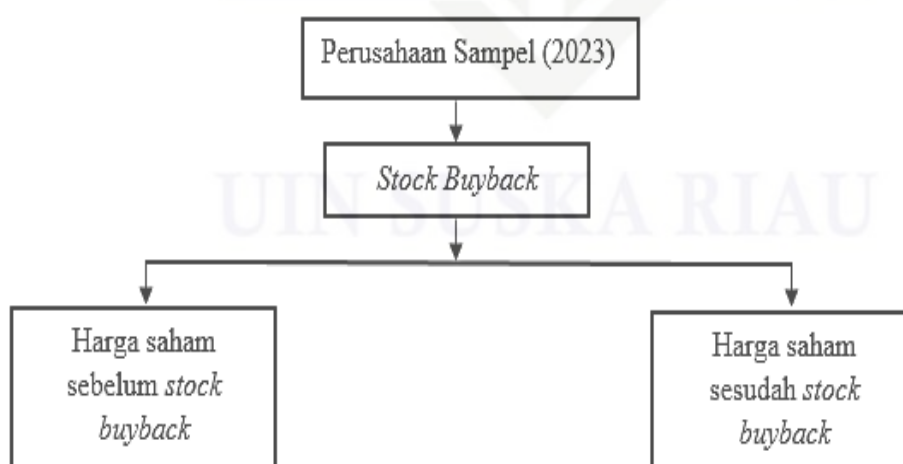 Perusahaan Sampel (2023)
Stock Buyback
UIN SUSKA RIAU
Harga saham
sebelum stock
buyback
Harga saham
sesudah stock
buyback